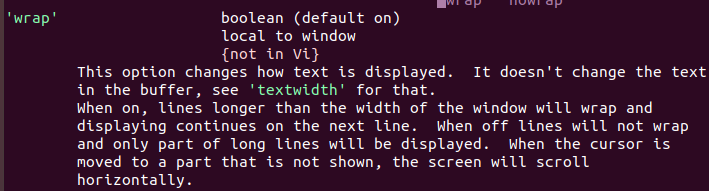 wrap nowrap
'wrap' boolean (default on)
local to window
{not in Vi}
This option changes how text is displayed. It doesn't change the text
in the buffer, see 'textwidth' for that.
When on, lines longer than the width of the window will wrap and
displaying continues on the next line. When off lines will not wrap
and only part of long lines will be displayed. When the cursor is
moved to a part that is not shown, the screen will scroll
horizontally.